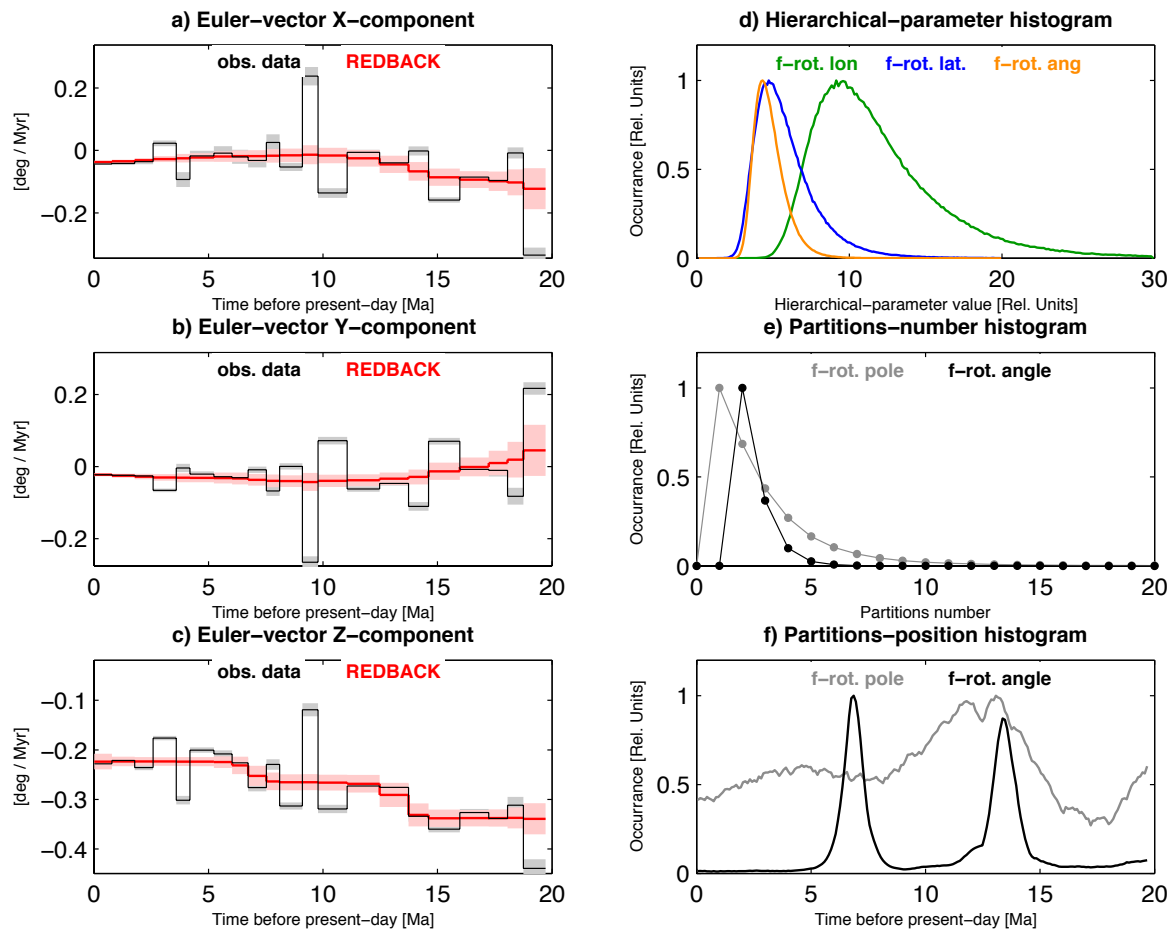 a) Euler−vector X−component
obs. data REDBACK
[deg / Myr]
0.2
0
−0.2
0 5 10 15 20
Time before present−day [Ma]
b) Euler−vector Y−component
obs. data REDBACK
[deg / Myr]
0.2
0
−0.2
0 5 10 15 20
Time before present−day [Ma]
c) Euler−vector Z−component
obs. data REDBACK
[deg / Myr]
−0.1
−0.2
−0.3
−0.4
0 5 10 15 20
Time before present−day [Ma]
d) Hierarchical−parameter histogram
f−rot. lon f−rot. lat. f−rot. ang
Occurrance [Rel. Units]
1
0.5
0
0 10 20 30
Hierarchical−parameter value [Rel. Units]
e) Partitions−number histogram
f−rot. pole f−rot. angle
Occurrance [Rel. Units]
1
0.5
0
0 5 10 15 20
Partitions number
f) Partitions−position histogram
f−rot. pole f−rot. angle
Occurrance [Rel. Units]
1
0.5
0
0 5 10 15 20
Time before present−day [Ma]